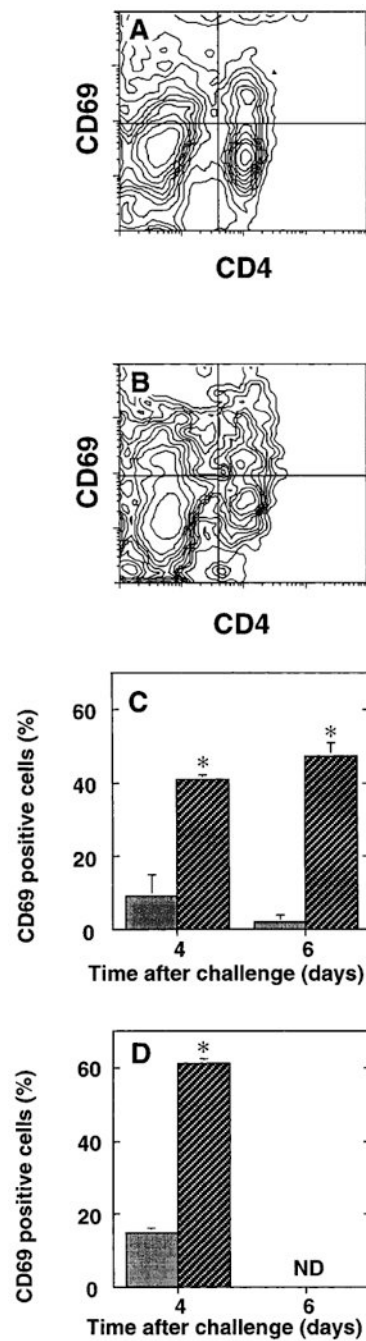 A
CD69
CD4
B
CD69
CD4
C
CD69 positive cells (%)
60
40
20
0
*
*
4
6
Time after challenge (days)
D
CD69 positive cells (%)
60
40
20
0
*
ND
4
6
Time after challenge (days)